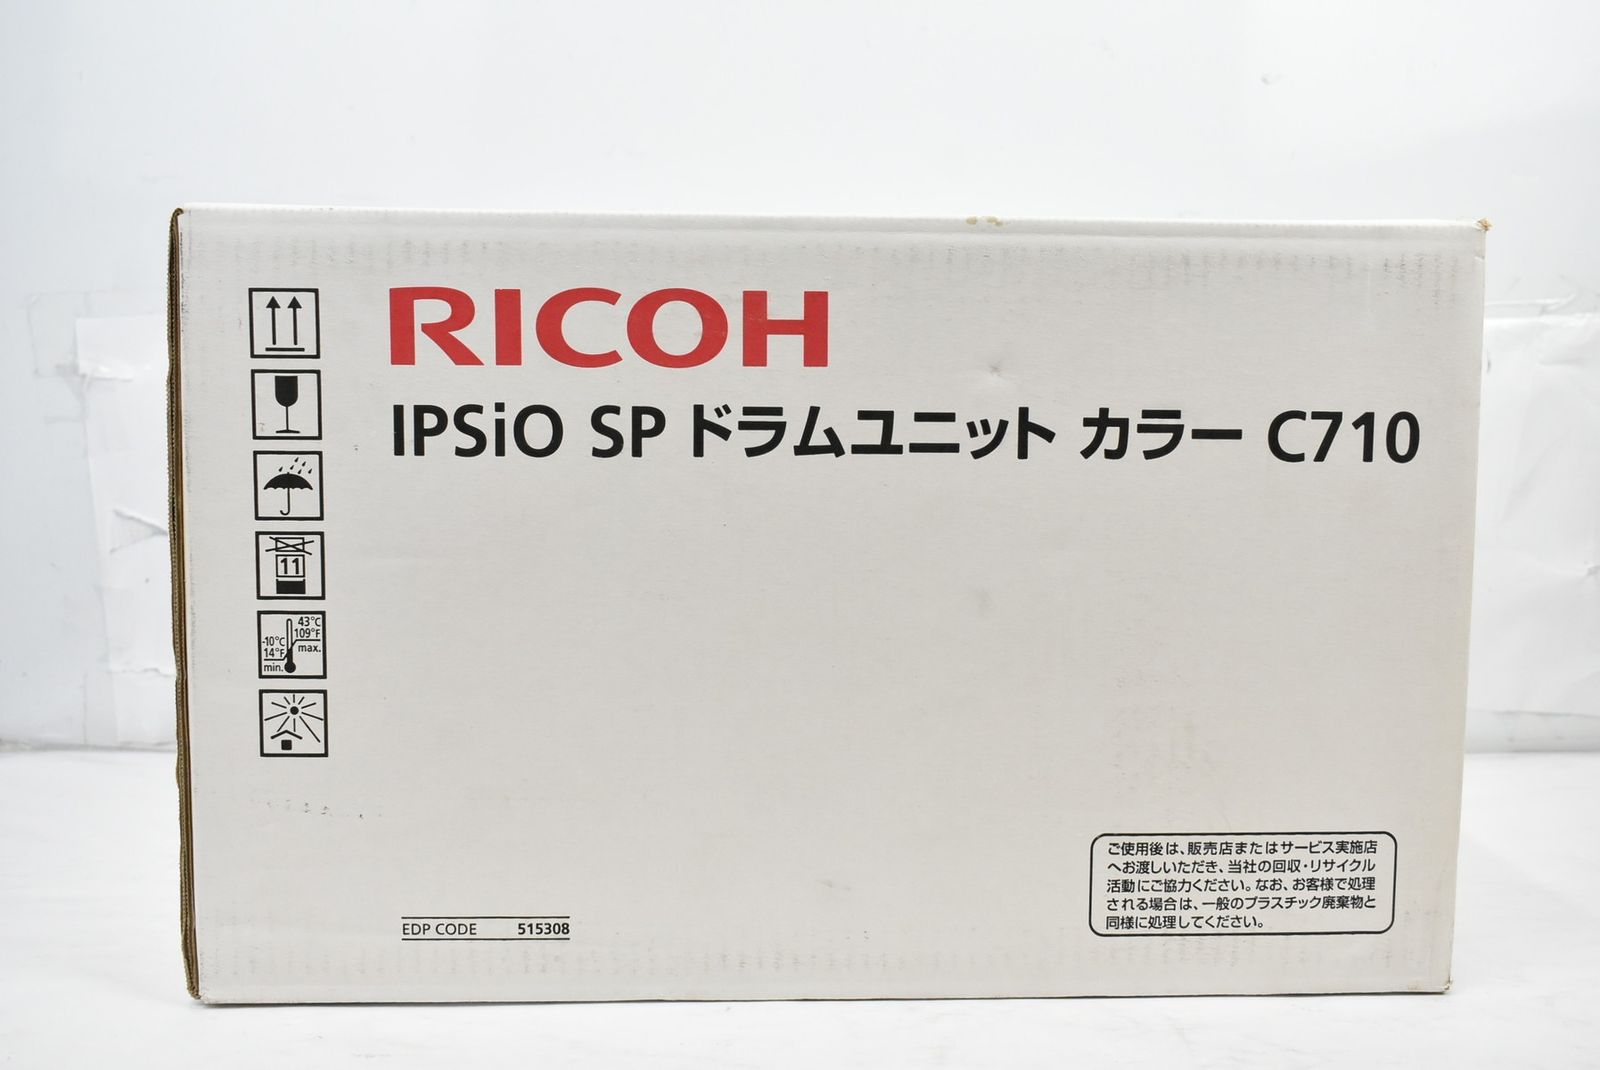 RICOH
IPSiO SP ドラムユニット カラー C710
11
43°C
109°F
max.
-10°C
14°F
min.
EDP CODE 515308
ご使用後は、販売店またはサービス実施店
へお渡しいただき、当社の回収・リサイクル
活動にご協力ください。なお、お客様で処理
される場合は、一般のプラスチック廃棄物と
同様に処理してください。